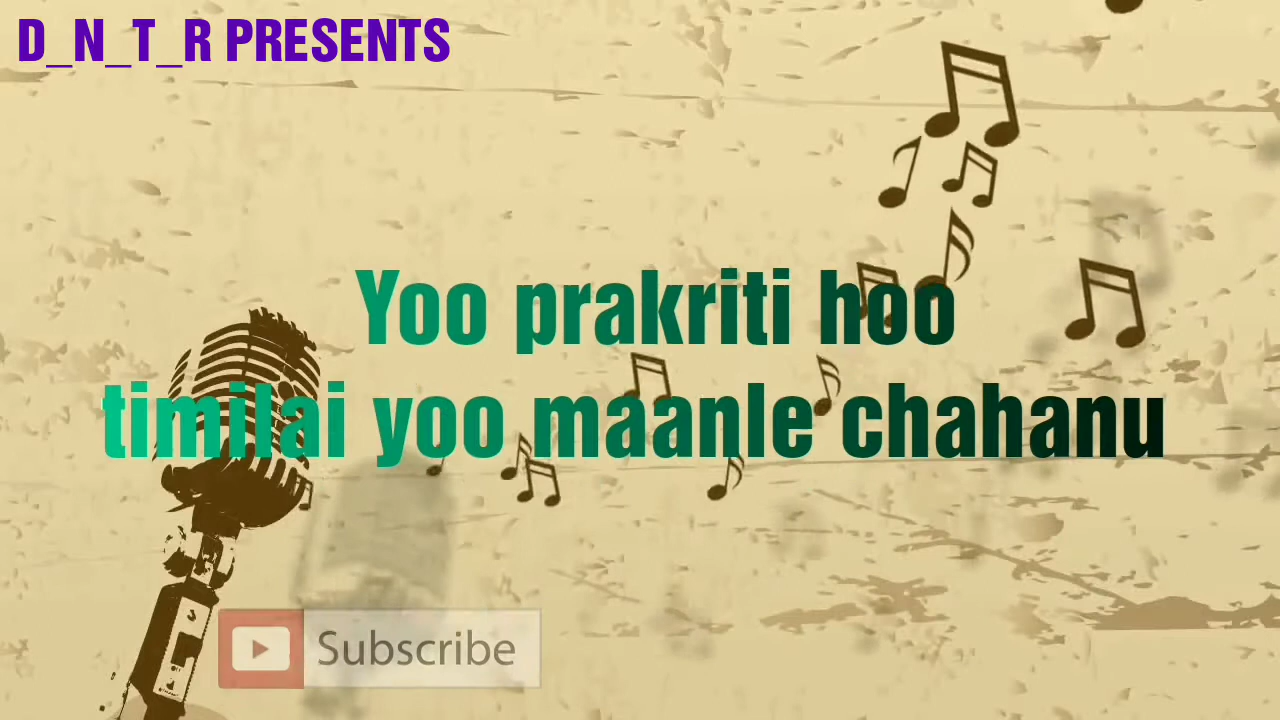 D_N_T_R PRESENTS
Yoo prakriti hoo
timilai yoo maanle chahanu
Subscribe